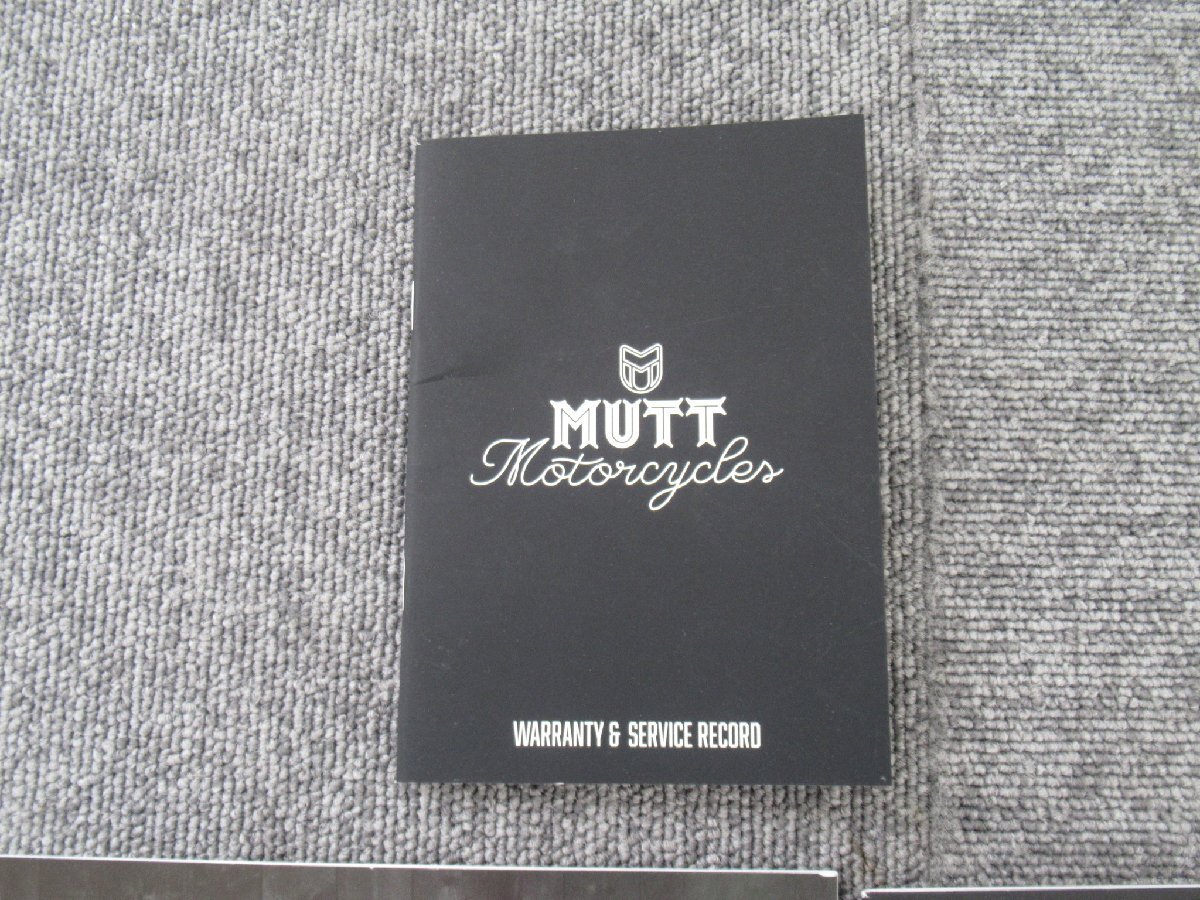 MUTT
Motorcycles
WARRANTY & SERVICE RECORD